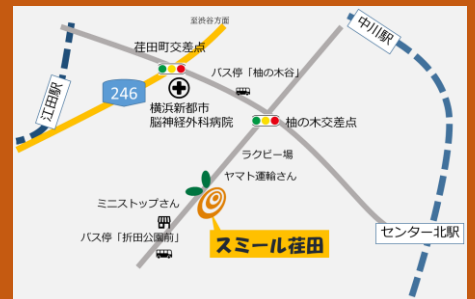 至渋谷方面
中川駅
荏田町交差点
バス停「柚の木谷」
246
江田駅
横浜新都市
脳神経外科病院
柚の木交差点
ラクビー場
ヤマト運輸さん
ミニストップさん
バス停「折田公園前」
スミール荏田
センター北駅